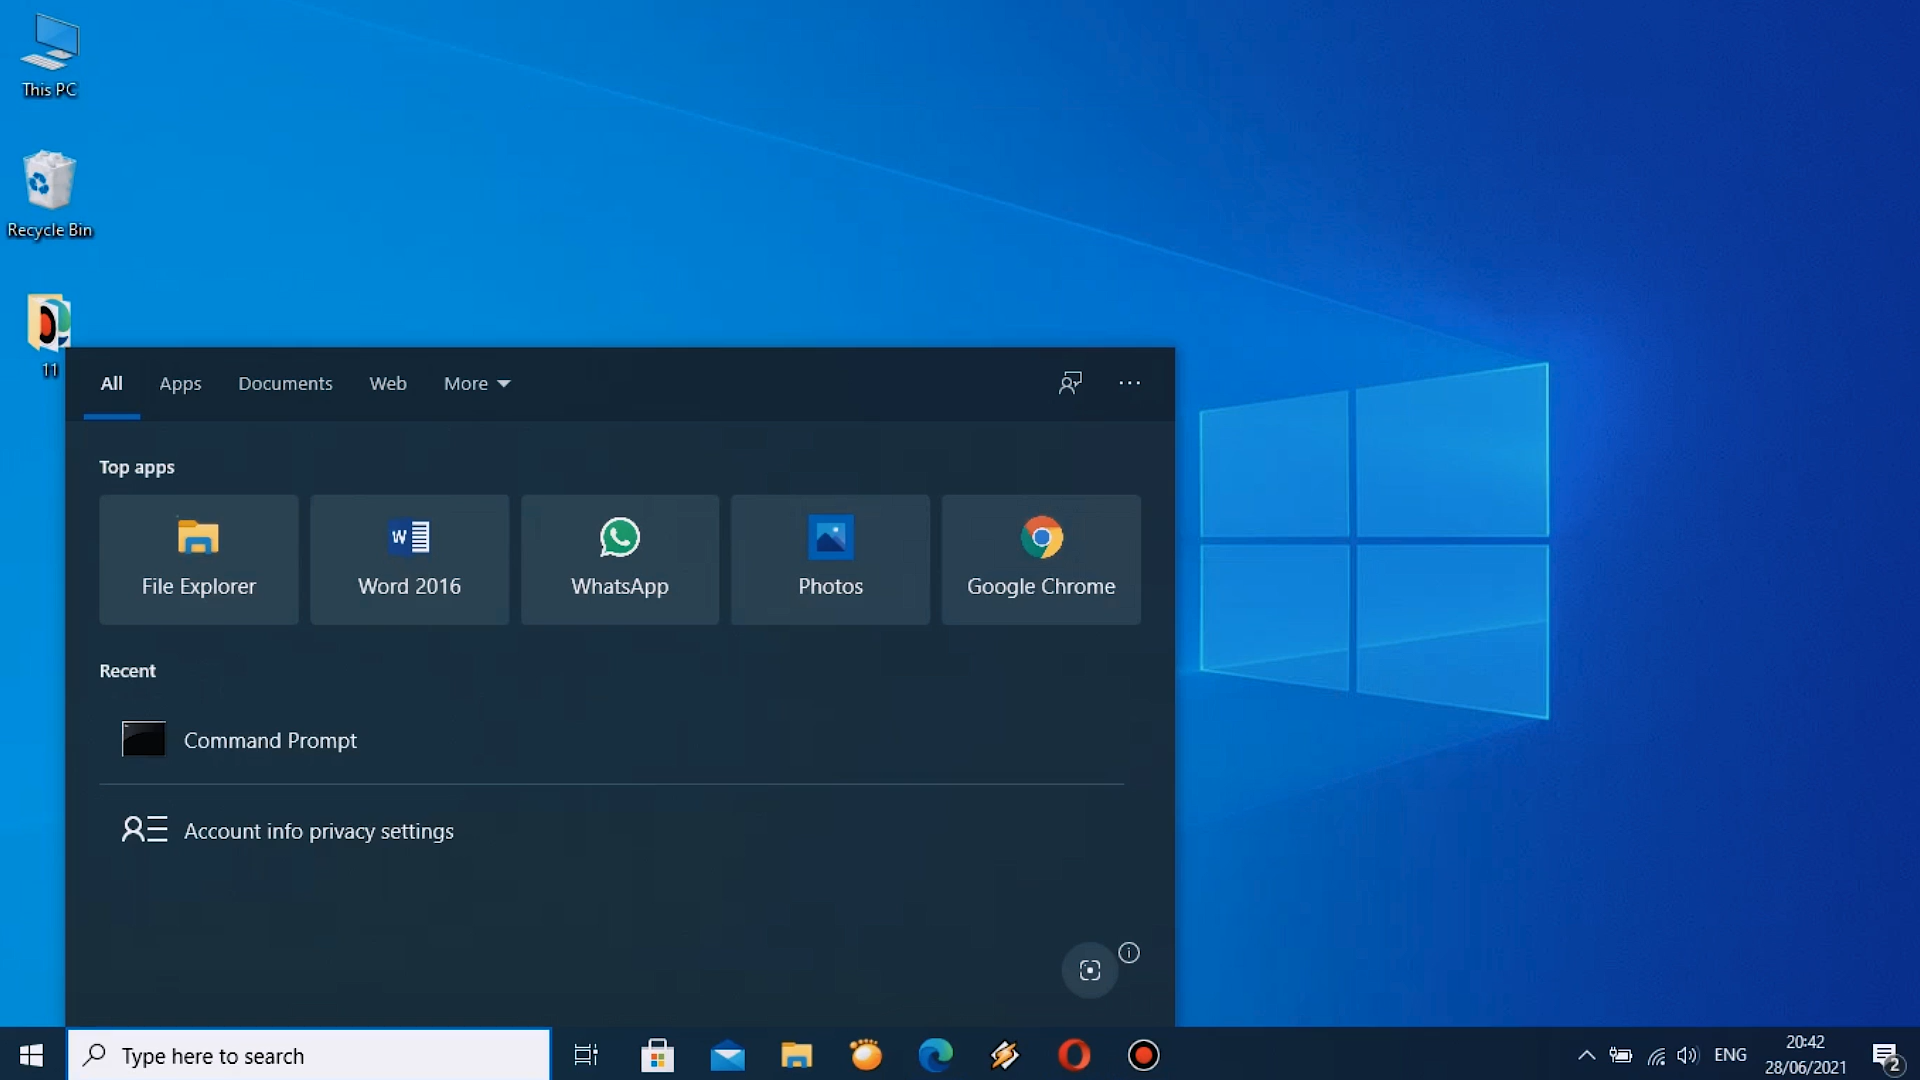 This PC
Recycle Bin
11
All Apps Documents Web More
Top apps
File Explorer Word 2016 WhatsApp Photos Google Chrome
Recent
Command Prompt
Account info privacy settings
Type here to search
ENG
20:42
28/06/2021
2